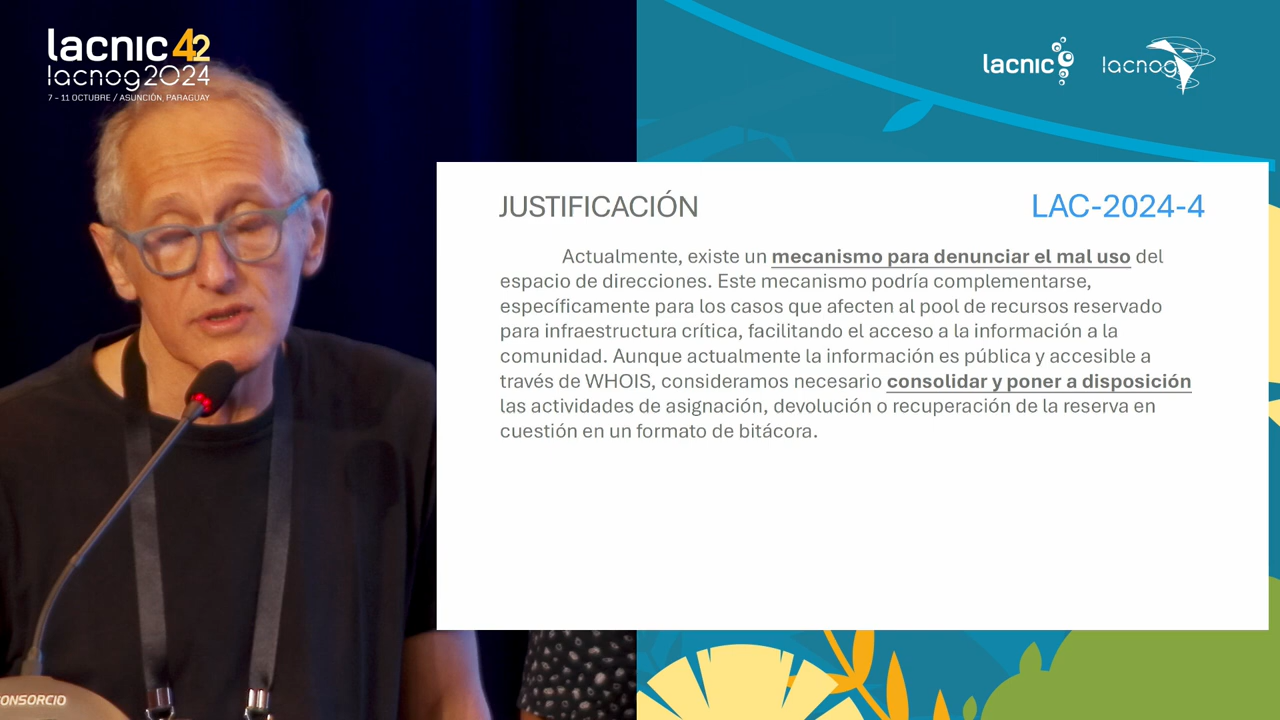 lacnic 42
lacnog2024
7 - 11 OCTUBRE / ASUNCIÓN, PARAGUAY
lacnic
lacnog
JUSTIFICACIÓN
LAC-2024-4
Actualmente, existe un mecanismo para denunciar el mal uso del
espacio de direcciones. Este mecanismo podría complementarse,
específicamente para los casos que afecten al pool de recursos reservado
para infraestructura crítica, facilitando el acceso a la información a la
comunidad. Aunque actualmente la información es pública y accesible a
través de WHOIS, consideramos necesario consolidar y poner a disposición
las actividades de asignación, devolución o recuperación de la reserva en
cuestión en un formato de bitácora.
ONSORCIO